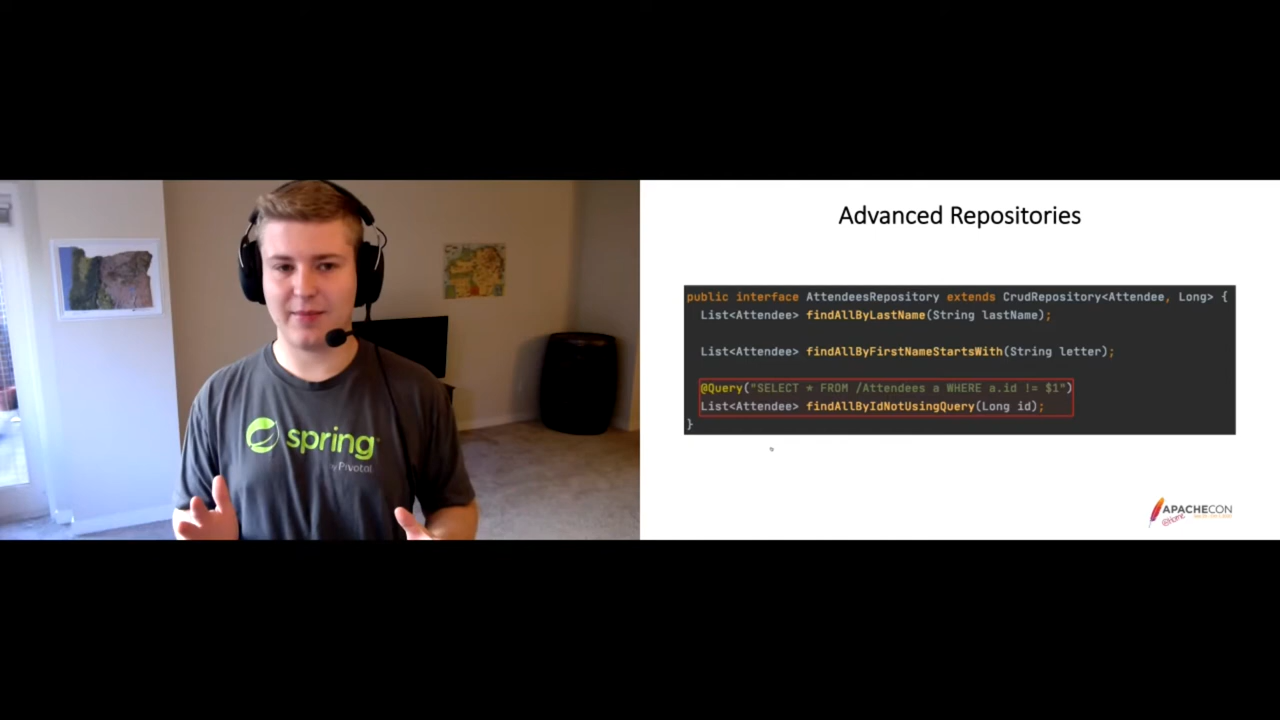 spring
by Pivotal
Advanced Repositories
public interface AttendeesRepository extends CrudRepository<Attendee, Long> {
List<Attendee> findAllByLastName(String lastName);
List<Attendee> findAllByFirstNameStartsWith(String letter);
@Query("SELECT * FROM /Attendees a WHERE a.id != $1")
List<Attendee> findAllByIdNotUsingQuery(Long id);
}
APACHECON
@Home